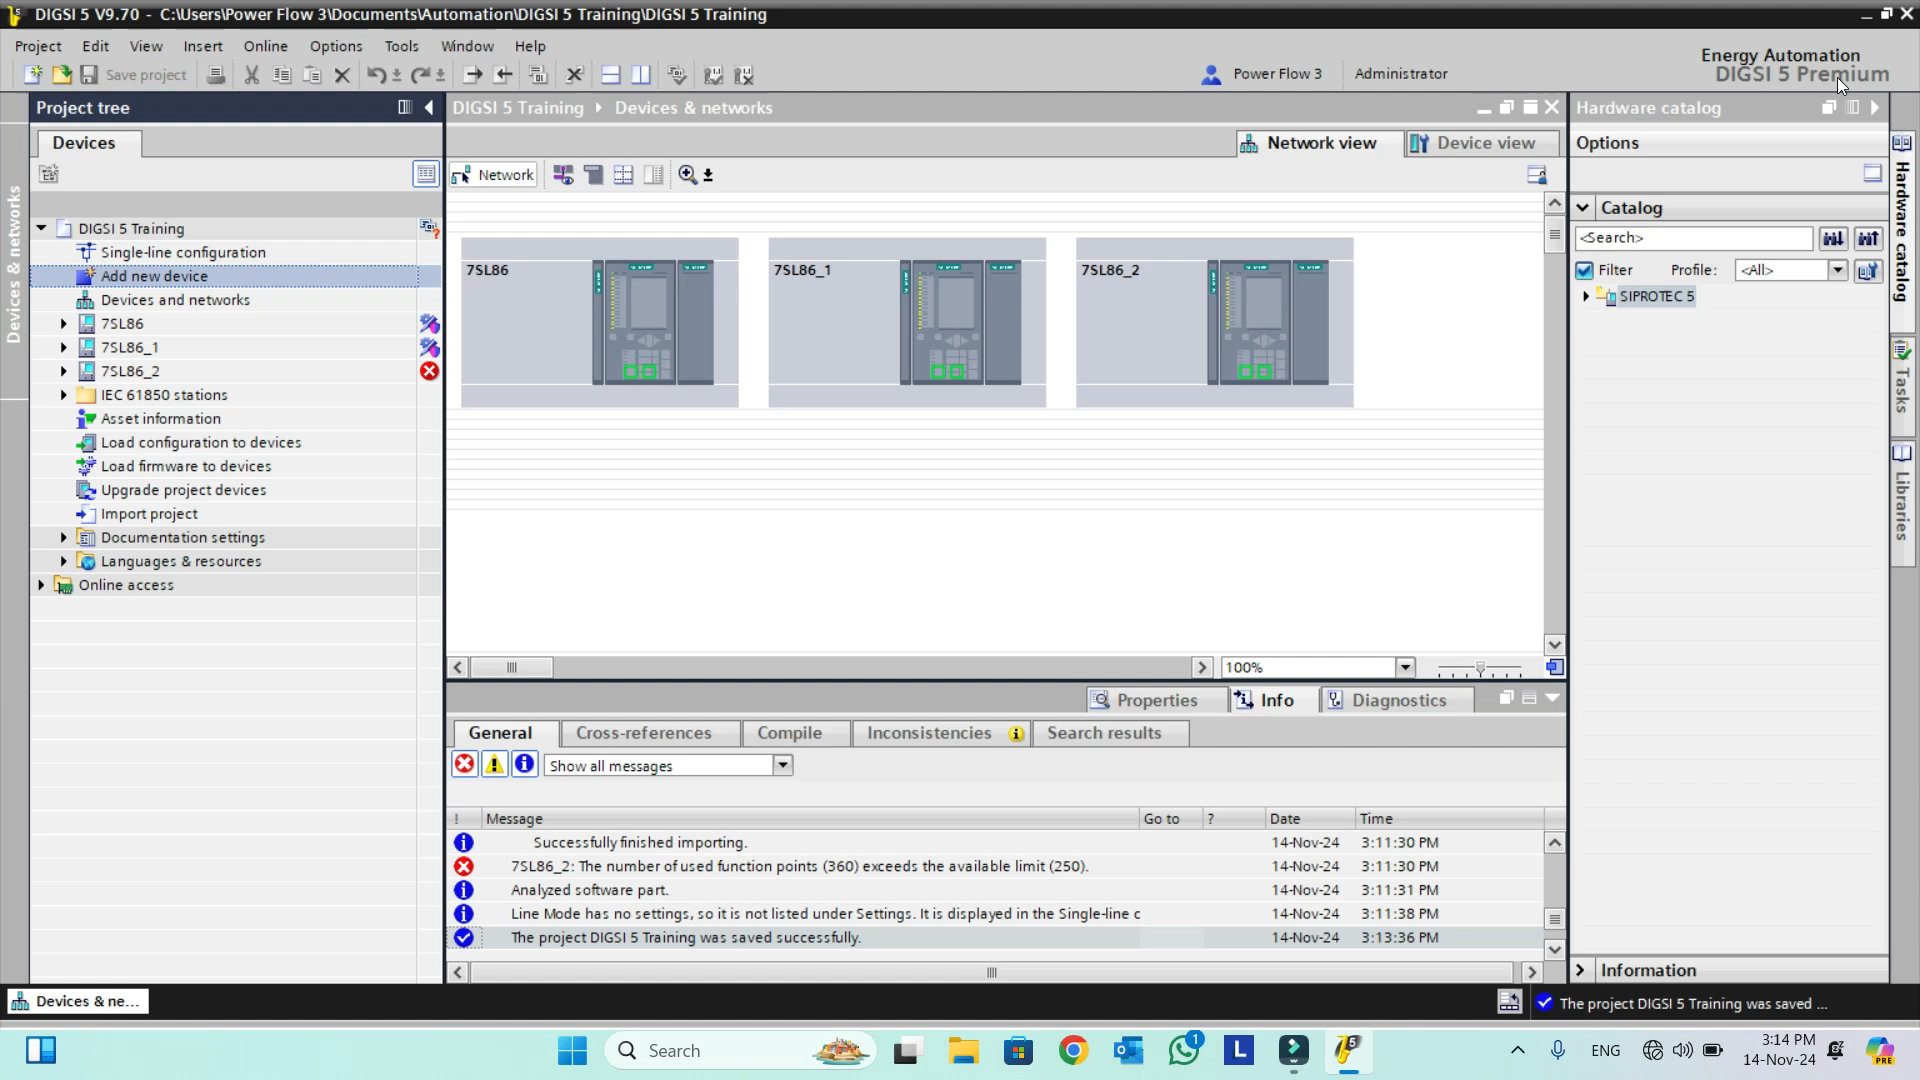 DIGSI 5 V9.70 - C:\Users\Power Flow 3\Documents\Automation\DIGSI 5 Training\DIGSI 5 Training
Project Edit View Insert Online Options Tools Window Help
Save project
Power Flow 3 Administrator
Energy Automation
DIGSI 5 Premium
Devices & networks
Project tree
Devices
DIGSI 5 Training
Single-line configuration
Add new device
Devices and networks
7SL86
7SL86_1
7SL86_2
IEC 61850 stations
Asset information
Load configuration to devices
Load firmware to devices
Upgrade project devices
Import project
Documentation settings
Languages & resources
Online access
DIGSI 5 Training Devices & networks
Network view Device view
Network
7SL86 7SL86_1 7SL86_2
100%
Properties Info Diagnostics
General Cross-references Compile Inconsistencies Search results
Show all messages
! Message Go to ? Date Time
Successfully finished importing. 14-Nov-24 3:11:30 PM
7SL86_2: The number of used function points (360) exceeds the available limit (250). 14-Nov-24 3:11:30 PM
Analyzed software part. 14-Nov-24 3:11:31 PM
Line Mode has no settings, so it is not listed under Settings. It is displayed in the Single-line c 14-Nov-24 3:11:38 PM
The project DIGSI 5 Training was saved successfully. 14-Nov-24 3:13:36 PM
Hardware catalog
Options
Catalog
<Search>
Filter Profile: <All>
SIPROTEC 5
Information
Hardware catalog
Tasks
Libraries
Devices & ne...
The project DIGSI 5 Training was saved ...
Search
1
L
5
ENG
3:14 PM
14-Nov-24
PRE